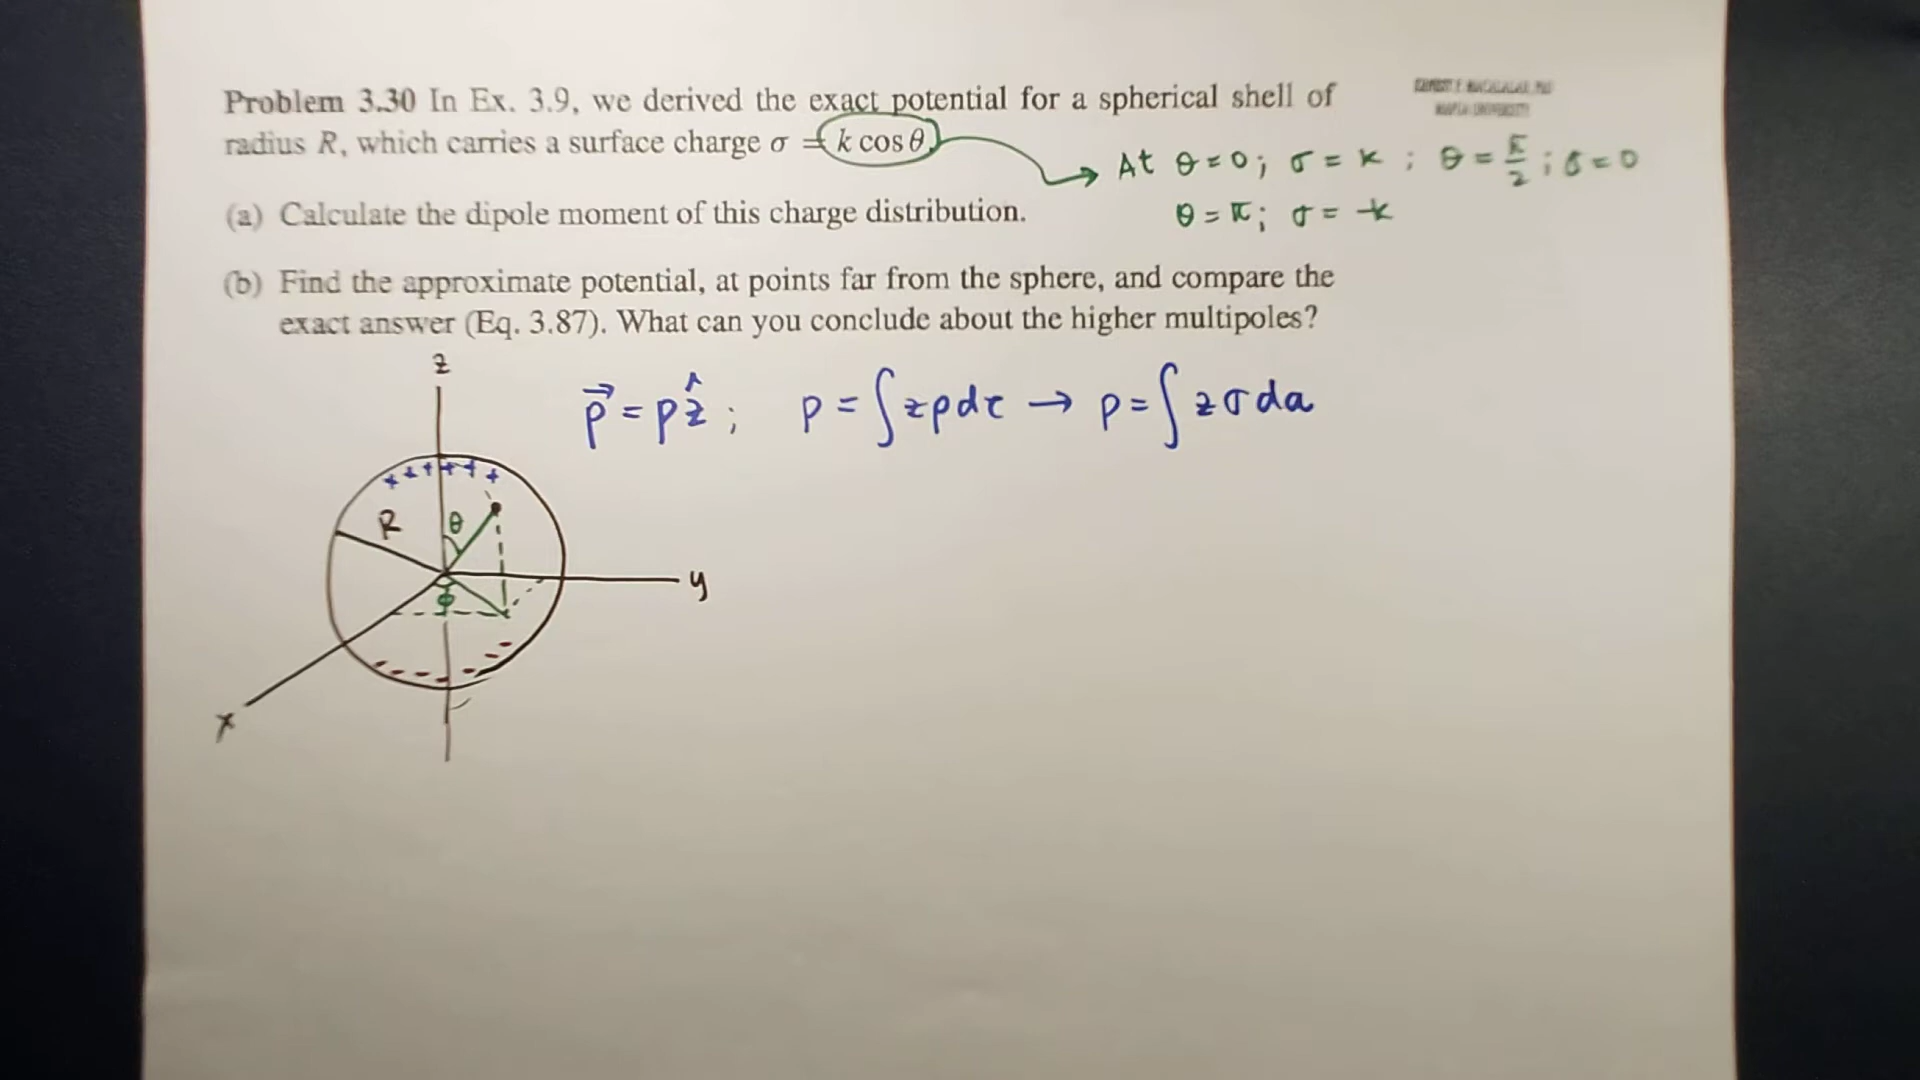 Problem 3.30 In Ex. 3.9, we derived the exact potential for a spherical shell of
radius R, which carries a surface charge σ = k cos θ.
At θ = 0; σ = k; θ = π/2; σ = 0
θ = π; σ = -k
(a) Calculate the dipole moment of this charge distribution.
(b) Find the approximate potential, at points far from the sphere, and compare the
exact answer (Eq. 3.87). What can you conclude about the higher multipoles?
p⃗ = pẑ; p = ∫zρdτ → p = ∫zσda
z
+ + + + + +
R θ
y
ϕ
- - - - - - -
x